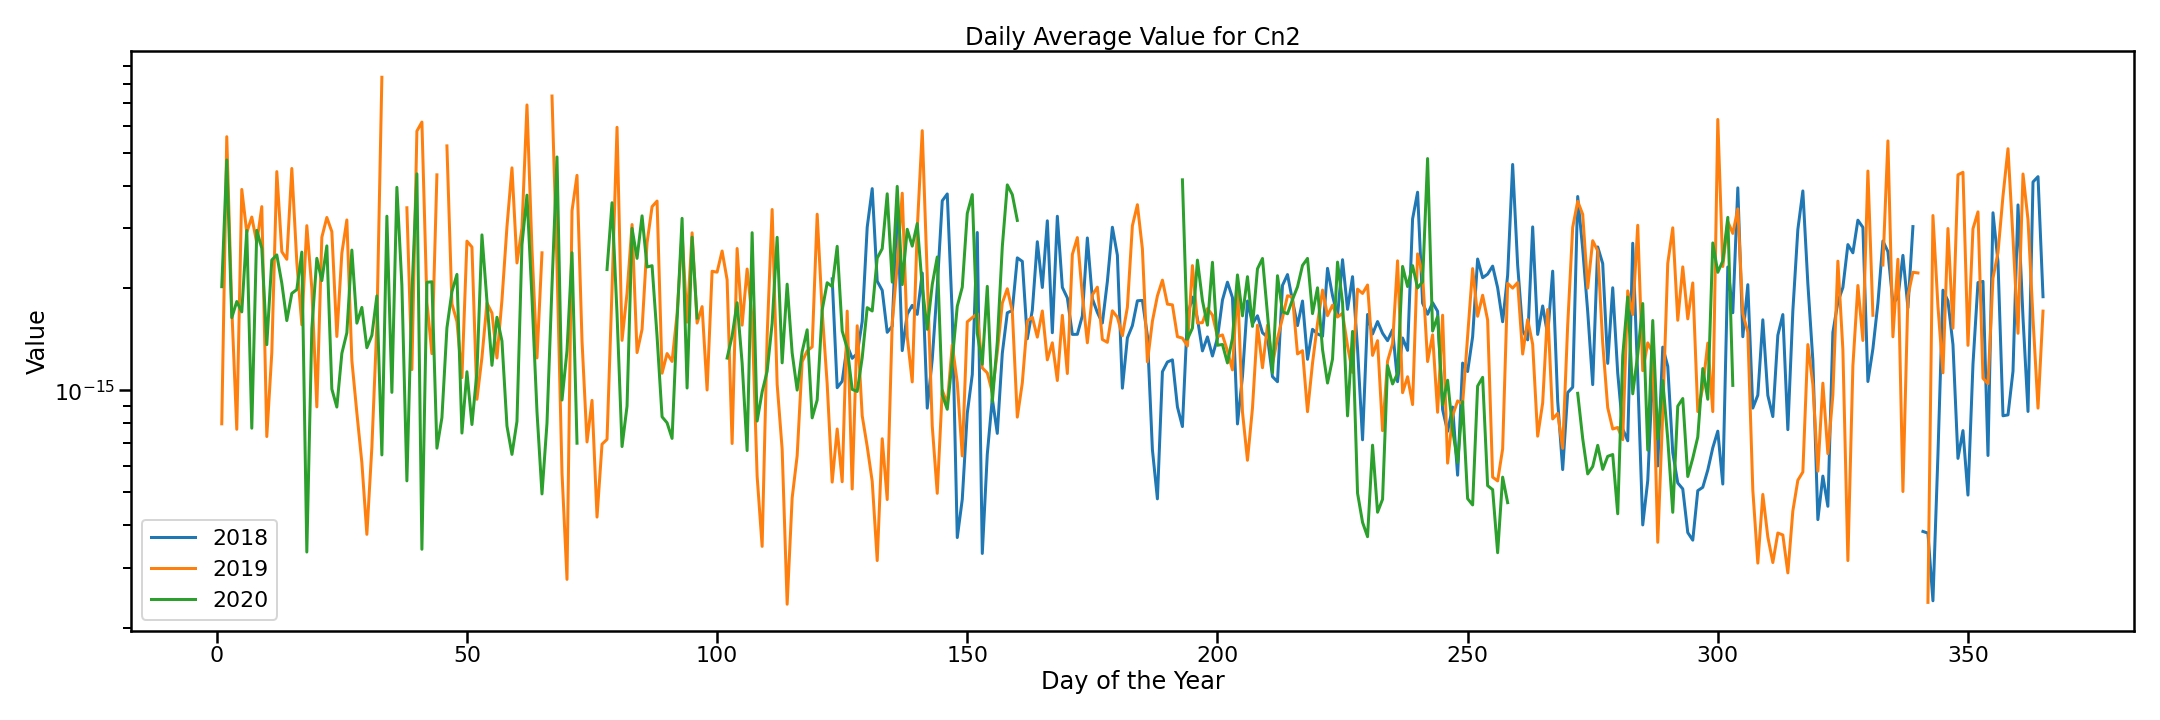 Daily Average Value for Cn2
Value
10⁻¹⁵
2018
2019
2020
0 50 100 150 200 250 300 350
Day of the Year